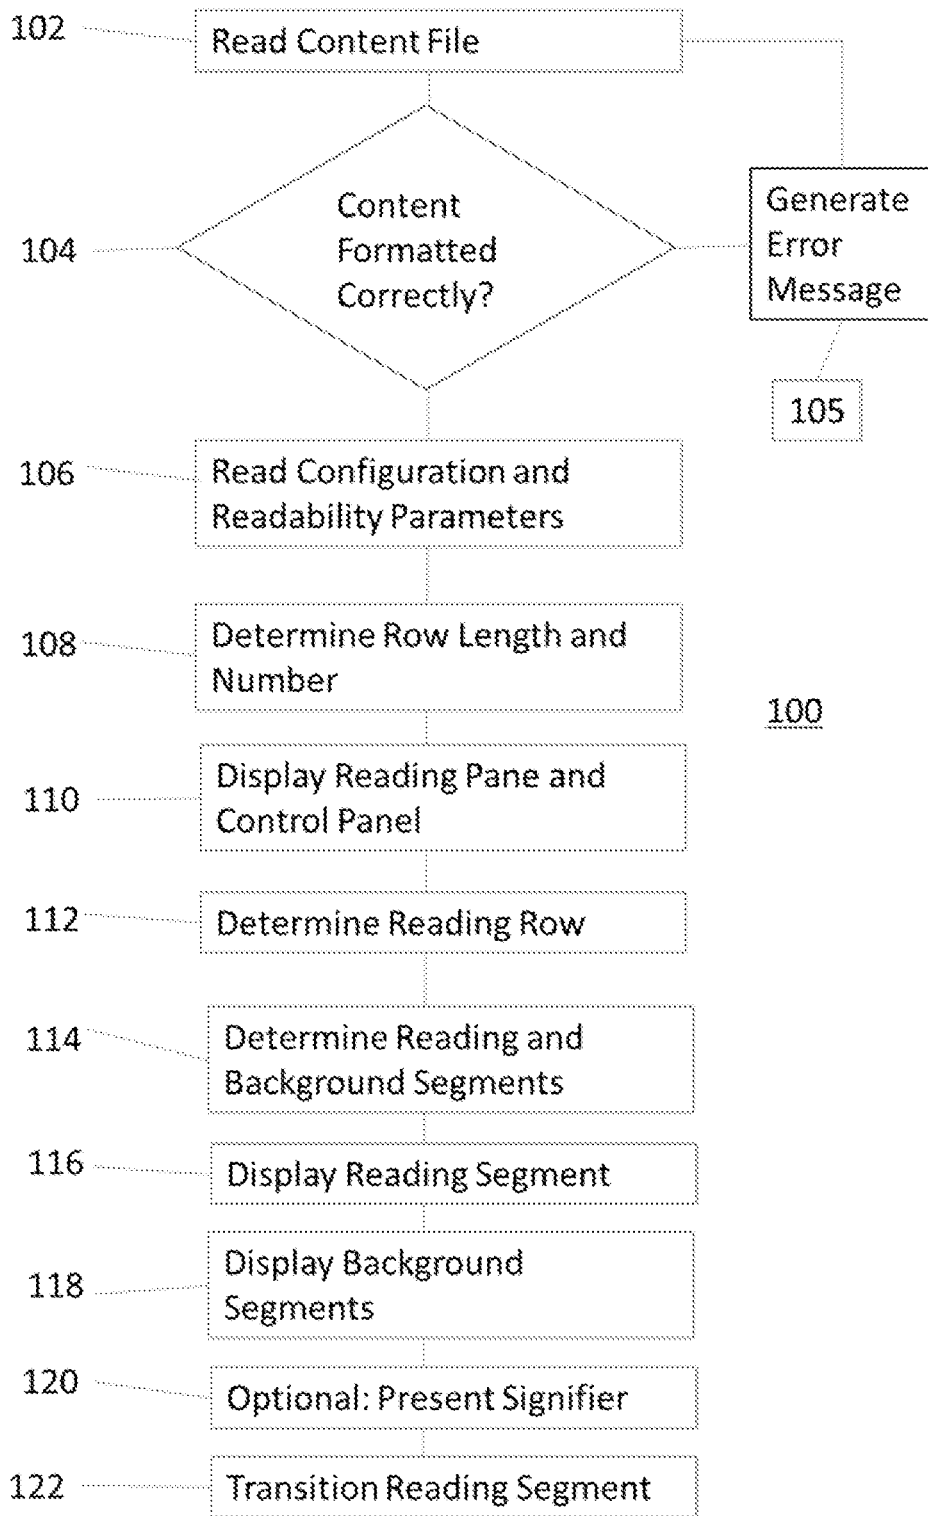 102
Read Content File
104
Content
Formatted
Correctly?
Generate
Error
Message
105
106
Read Configuration and
Readability Parameters
108
Determine Row Length and
Number
100
110
Display Reading Pane and
Control Panel
112
Determine Reading Row
114
Determine Reading and
Background Segments
116
Display Reading Segment
118
Display Background
Segments
120
Optional: Present Signifier
122
Transition Reading Segment